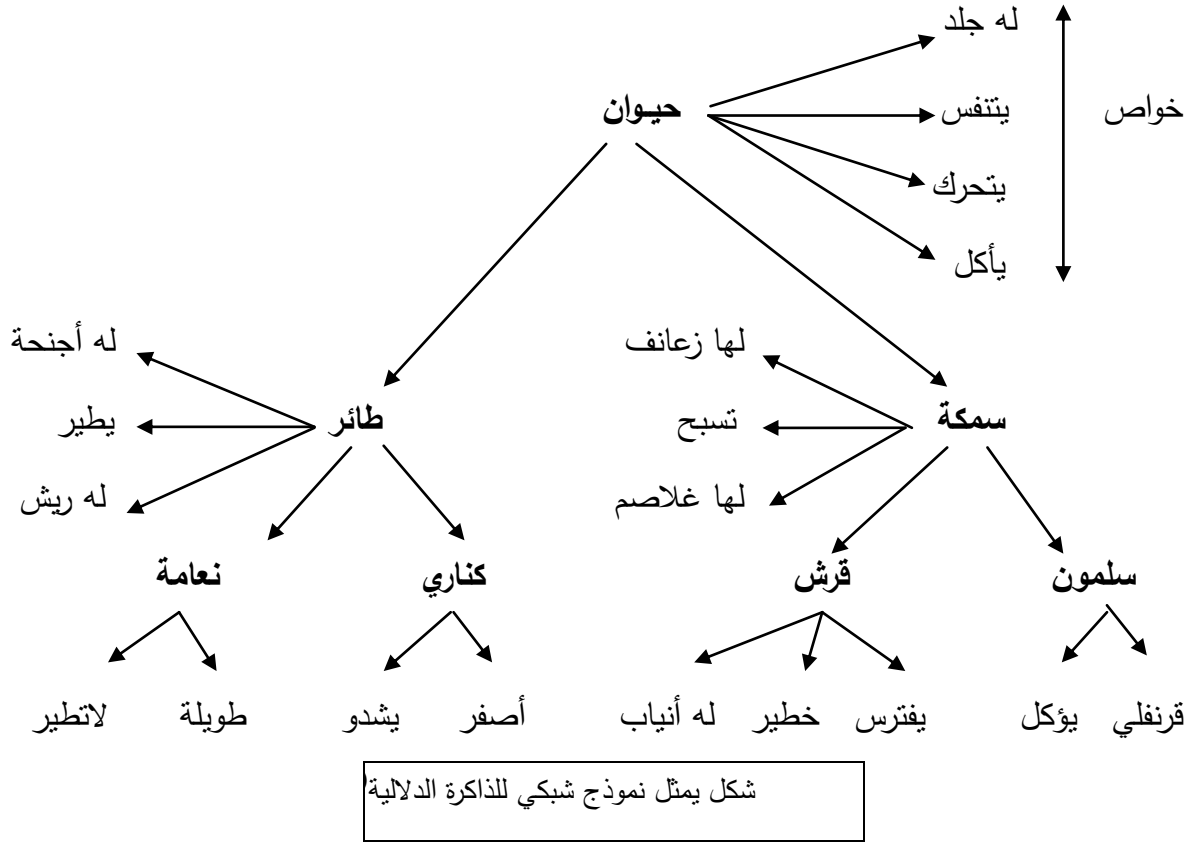 له جلد
حيوان يتنفس خواص
يتحرك
يأكل
لها زعانف له أجنحة
سمكة تسبح طائر يطير
لها غلاصم له ريش
سلمون قرش كناري نعامة
قرنفلي يؤكل يفترس خطير له أنياب أصفر يشدو طويلة لاتطير
شكل يمثل نموذج شبكي للذاكرة الدلالية